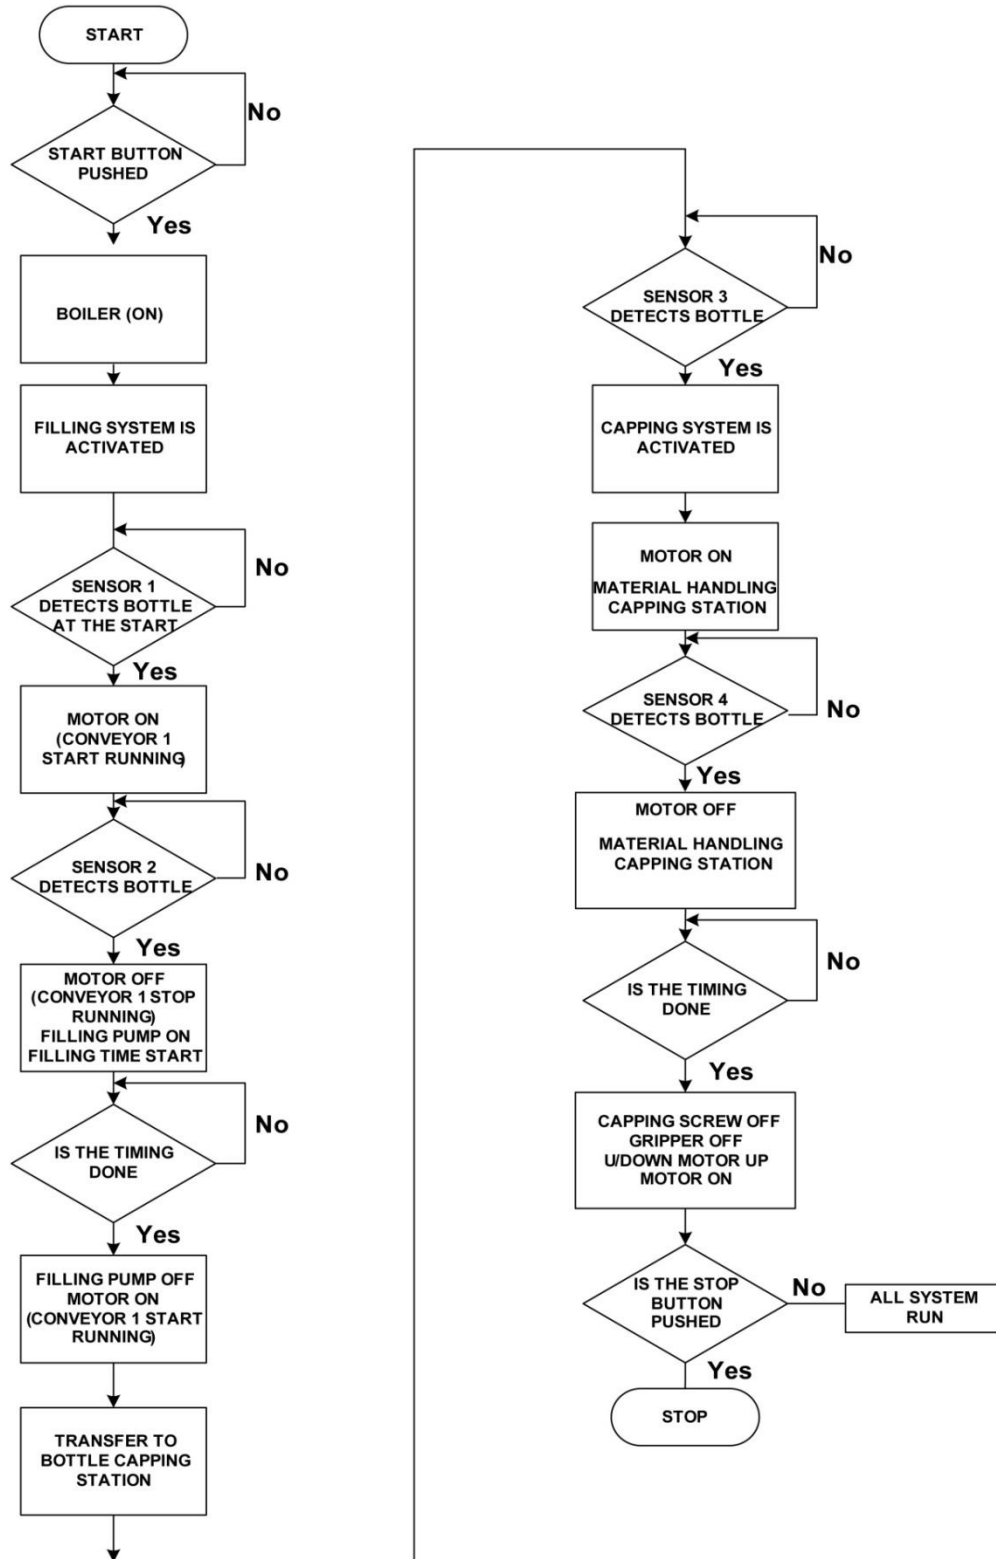 START
No
START BUTTON
PUSHED
Yes
BOILER (ON)
FILLING SYSTEM IS
ACTIVATED
No
SENSOR 1
DETECTS BOTTLE
AT THE START
Yes
MOTOR ON
(CONVEYOR 1
START RUNNING)
No
SENSOR 2
DETECTS BOTTLE
Yes
MOTOR OFF
(CONVEYOR 1 STOP
RUNNING)
FILLING PUMP ON
FILLING TIME START
No
IS THE TIMING
DONE
Yes
FILLING PUMP OFF
MOTOR ON
(CONVEYOR 1 START
RUNNING)
TRANSFER TO
BOTTLE CAPPING
STATION
No
SENSOR 3
DETECTS BOTTLE
Yes
CAPPING SYSTEM IS
ACTIVATED
MOTOR ON
MATERIAL HANDLING
CAPPING STATION
SENSOR 4
DETECTS BOTTLE
No
Yes
MOTOR OFF
MATERIAL HANDLING
CAPPING STATION
No
IS THE TIMING
DONE
Yes
CAPPING SCREW OFF
GRIPPER OFF
U/DOWN MOTOR UP
MOTOR ON
IS THE STOP
BUTTON
PUSHED
No
ALL SYSTEM
RUN
Yes
STOP